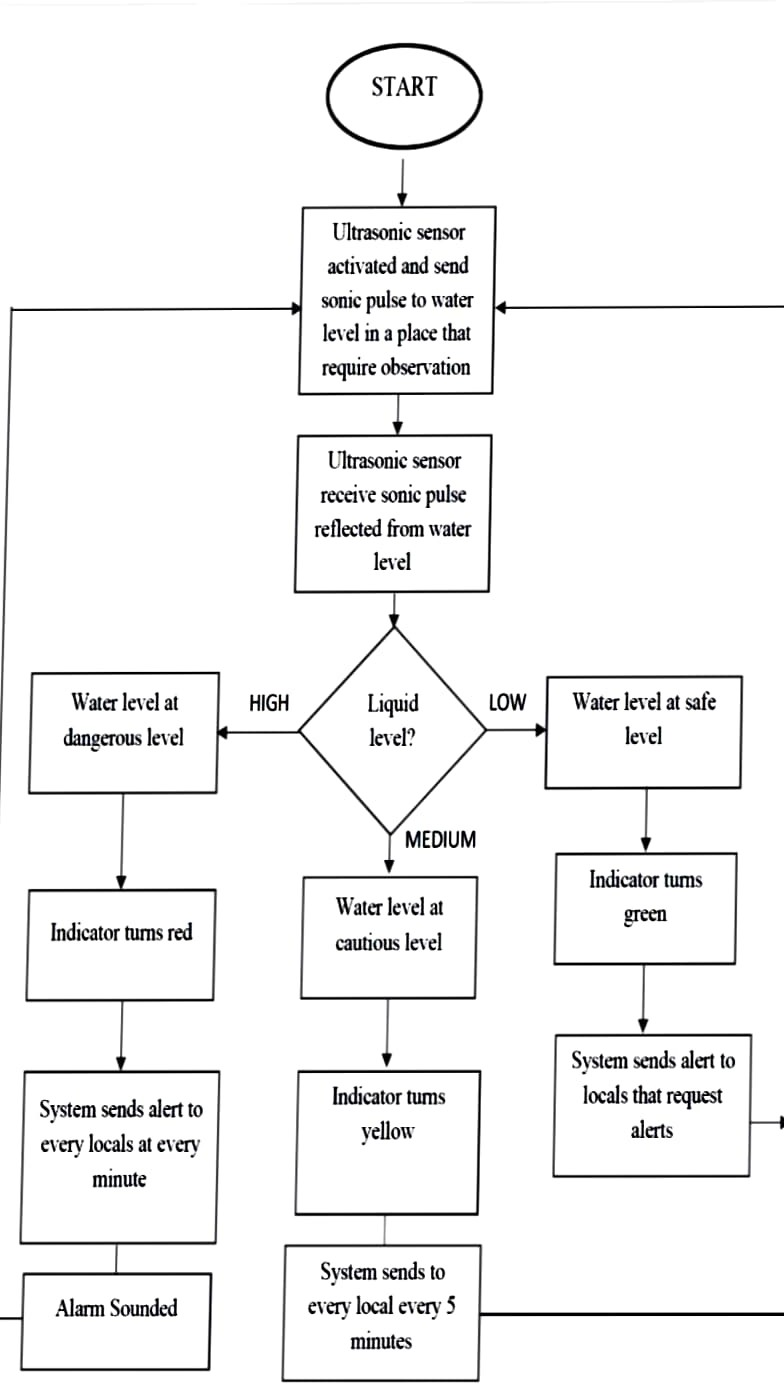 START
Ultrasonic sensor
activated and send
sonic pulse to water
level in a place that
require observation
Ultrasonic sensor
receive sonic pulse
reflected from water
level
Liquid
level?
HIGH
LOW
MEDIUM
Water level at
dangerous level
Indicator turns red
System sends alert to
every locals at every
minute
Alarm Sounded
Water level at
cautious level
Indicator turns
yellow
System sends to
every local every 5
minutes
Water level at safe
level
Indicator turns
green
System sends alert to
locals that request
alerts